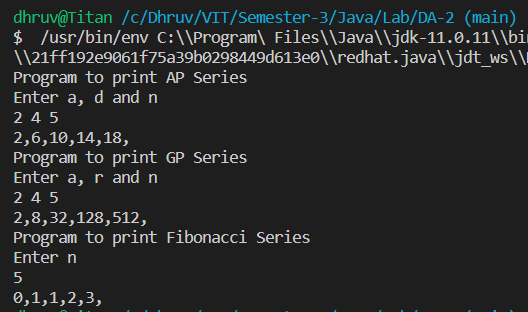 dhruv@Titan /c/Dhruv/VIT/Semester-3/Java/Lab/DA-2 (main)
$  /usr/bin/env C:\\Program\ Files\\Java\\jdk-11.0.11\\bin
\\21ff192e9061f75a39b0298449d613e0\\redhat.java\\jdt_ws\\
Program to print AP Series
Enter a, d and n
2 4 5
2,6,10,14,18,
Program to print GP Series
Enter a, r and n
2 4 5
2,8,32,128,512,
Program to print Fibonacci Series
Enter n
5
0,1,1,2,3,